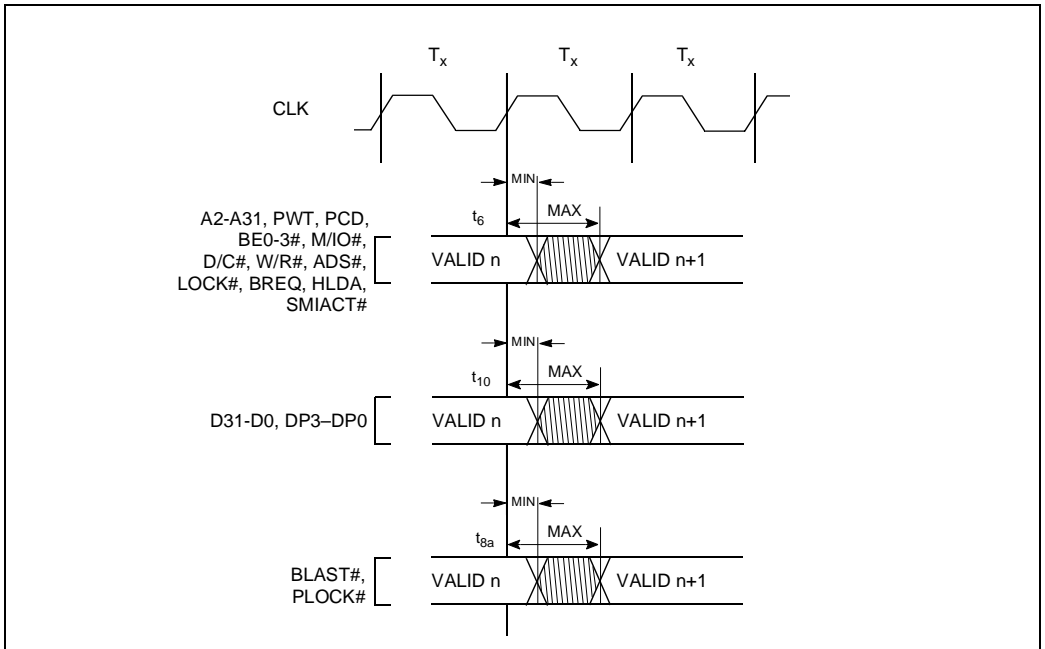 Tx Tx Tx
CLK
MIN
t6 MAX
A2-A31, PWT, PCD,
BE0-3#, M/IO#,
D/C#, W/R#, ADS#,
LOCK#, BREQ, HLDA,
SMIACT#
VALID n VALID n+1
MIN
t10 MAX
D31-D0, DP3–DP0
VALID n VALID n+1
MIN
t8a MAX
BLAST#,
PLOCK#
VALID n VALID n+1